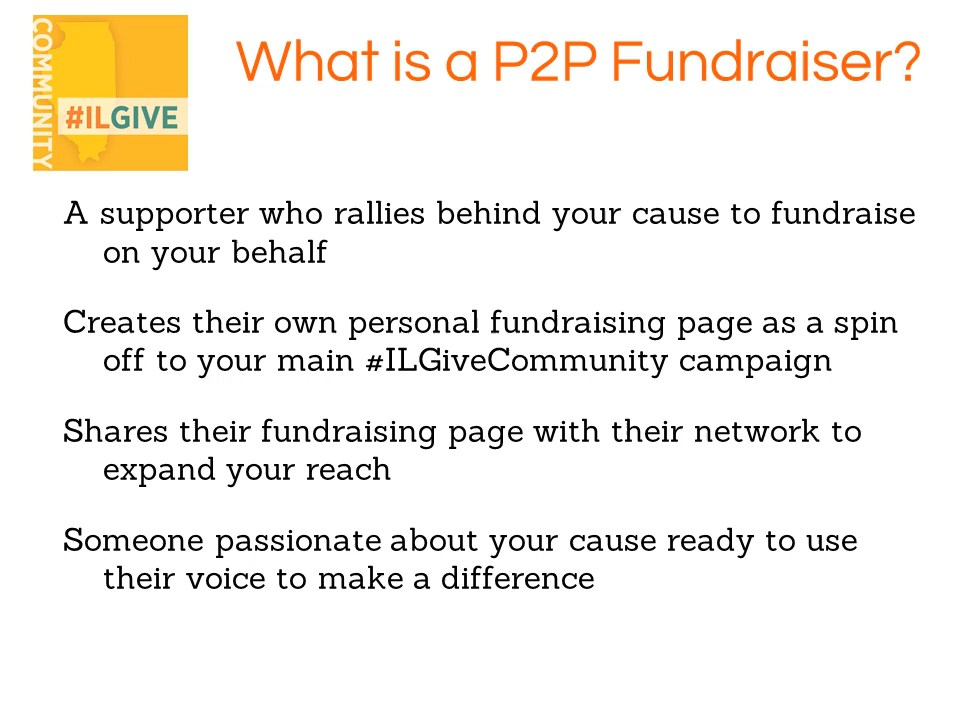 COMMUNITY
#ILGIVE
What is a P2P Fundraiser?
A supporter who rallies behind your cause to fundraise
on your behalf
Creates their own personal fundraising page as a spin
off to your main #ILGiveCommunity campaign
Shares their fundraising page with their network to
expand your reach
Someone passionate about your cause ready to use
their voice to make a difference